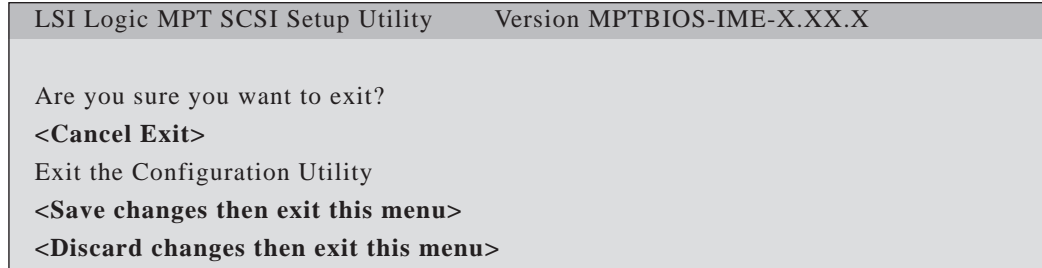 LSI Logic MPT SCSI Setup Utility Version MPTBIOS-IME-X.XX.X
Are you sure you want to exit?
<Cancel Exit>
Exit the Configuration Utility
<Save changes then exit this menu>
<Discard changes then exit this menu>